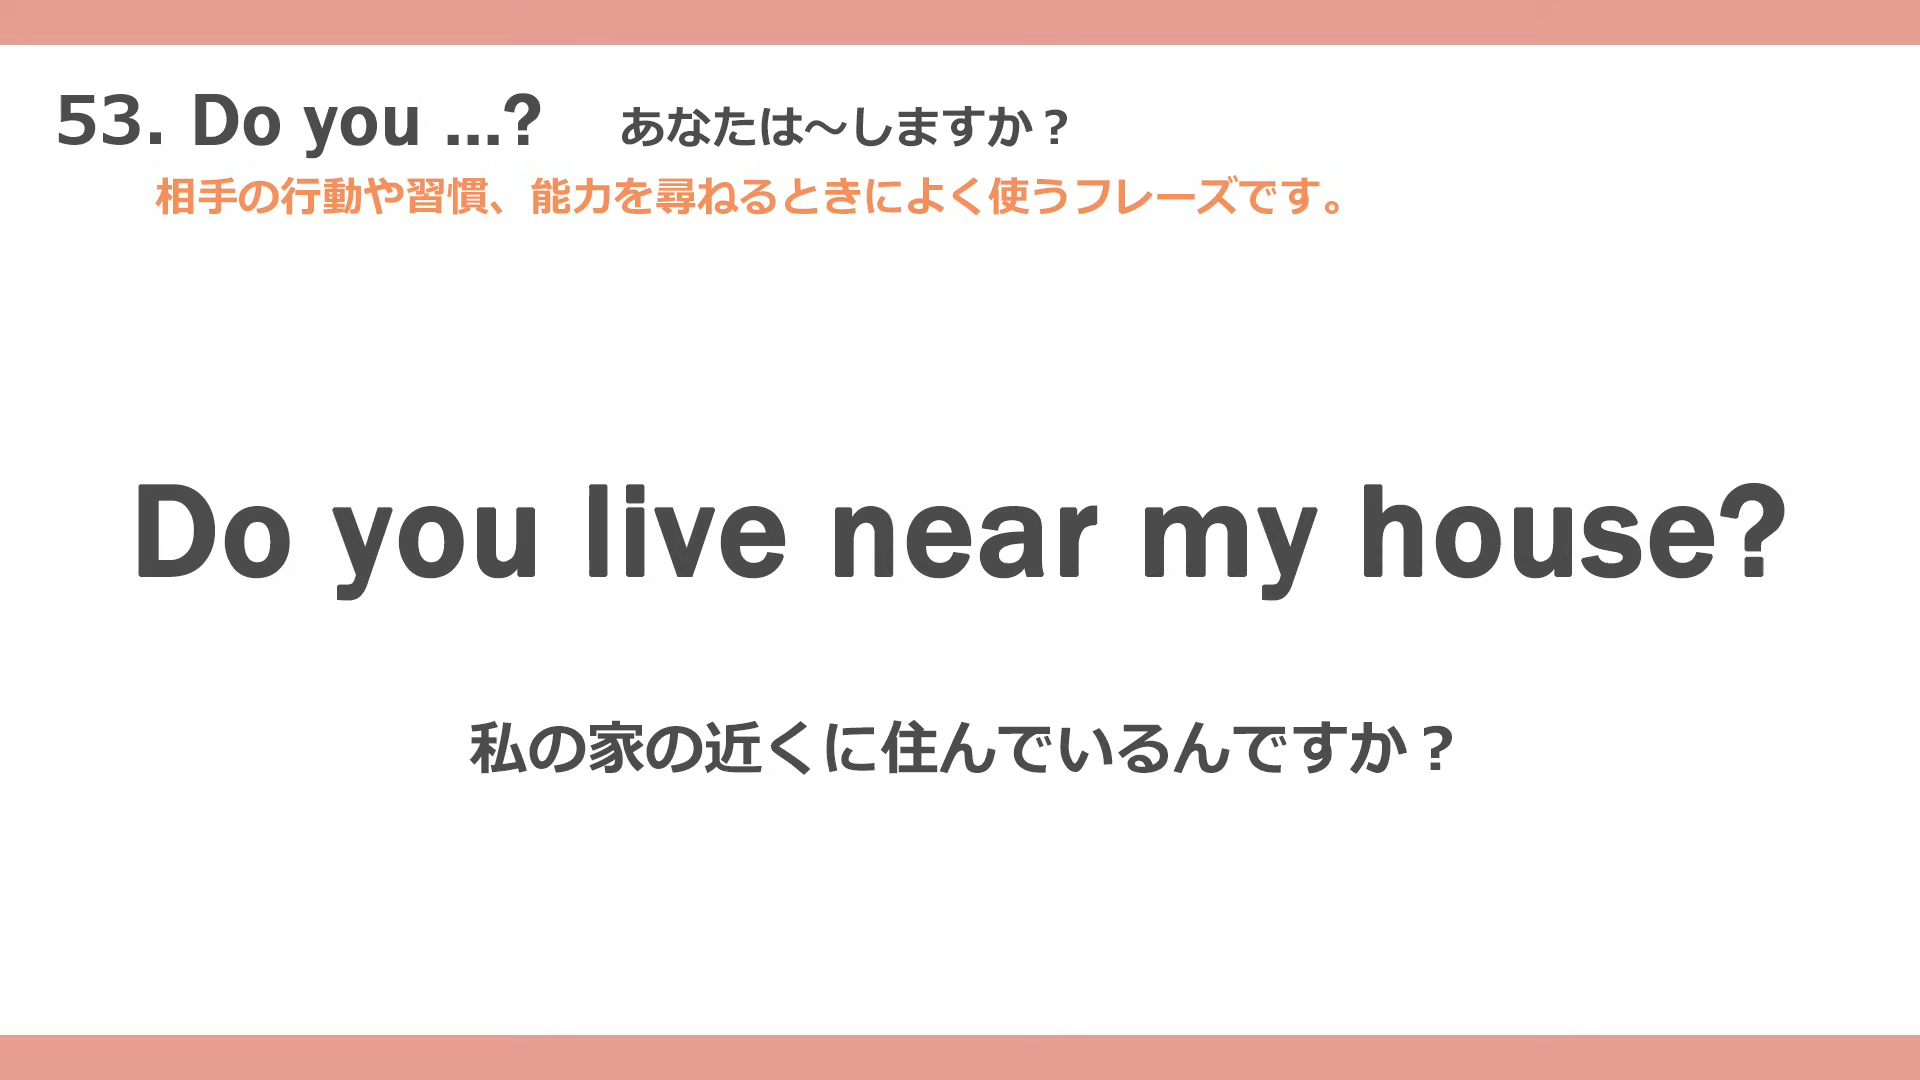 53. Do you ...? あなたは～しますか？
相手の行動や習慣、能力を尋ねるときによく使うフレーズです。
Do you live near my house?
私の家の近くに住んでいるんですか？